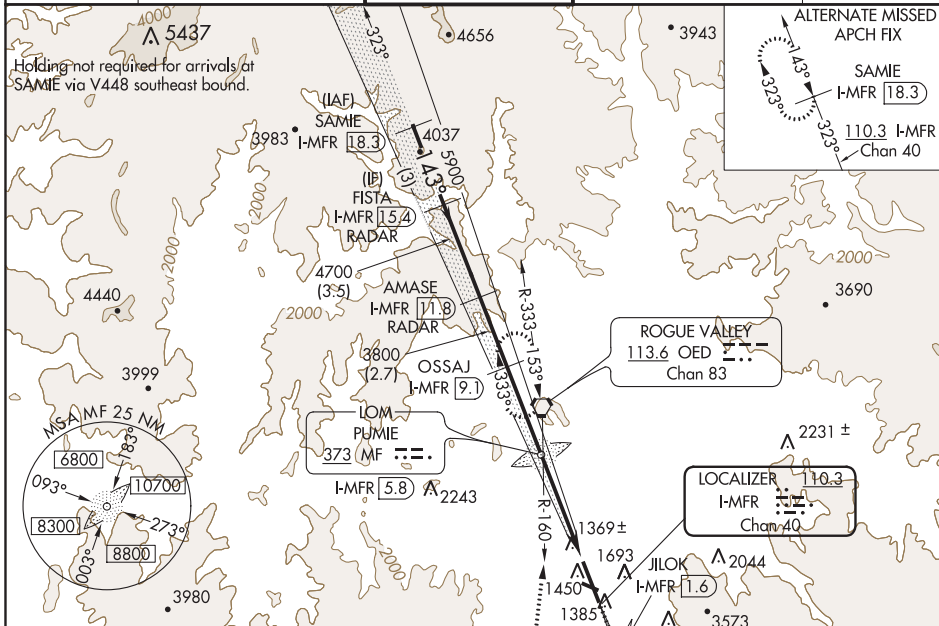 4000
5437
4656
3943
323°
Holding not required for arrivals at
SAMIE via V448 southeast bound.
ALTERNATE MISSED
APCH FIX
SAMIE
I-MFR 18.3
143°
323°
323°
110.3 I-MFR
Chan 40
(IAF)
SAMIE
I-MFR 18.3
3983
4037
5900
143°
(3)
(IF)
FISTA
I-MFR 15.4
RADAR
2000
2000
2000
4700
(3.5)
4440
2000
3690
AMASE
I-MFR 11.8
RADAR
R-333
153°
3800
(2.7)
OSSAJ
I-MFR 9.1
333°
ROGUE VALLEY
113.6 OED
Chan 83
3999
LOM
PUMIE
373 MF
I-MFR 5.8
2243
2231 ±
MSA MF 25 NM
183°
6800
093°
10700
8300
273°
003°
8800
R-160
LOCALIZER 110.3
I-MFR
Chan 40
1369 ±
1693
2044
JILOK
I-MFR 1.6
1450
1385
2000
3980
3573